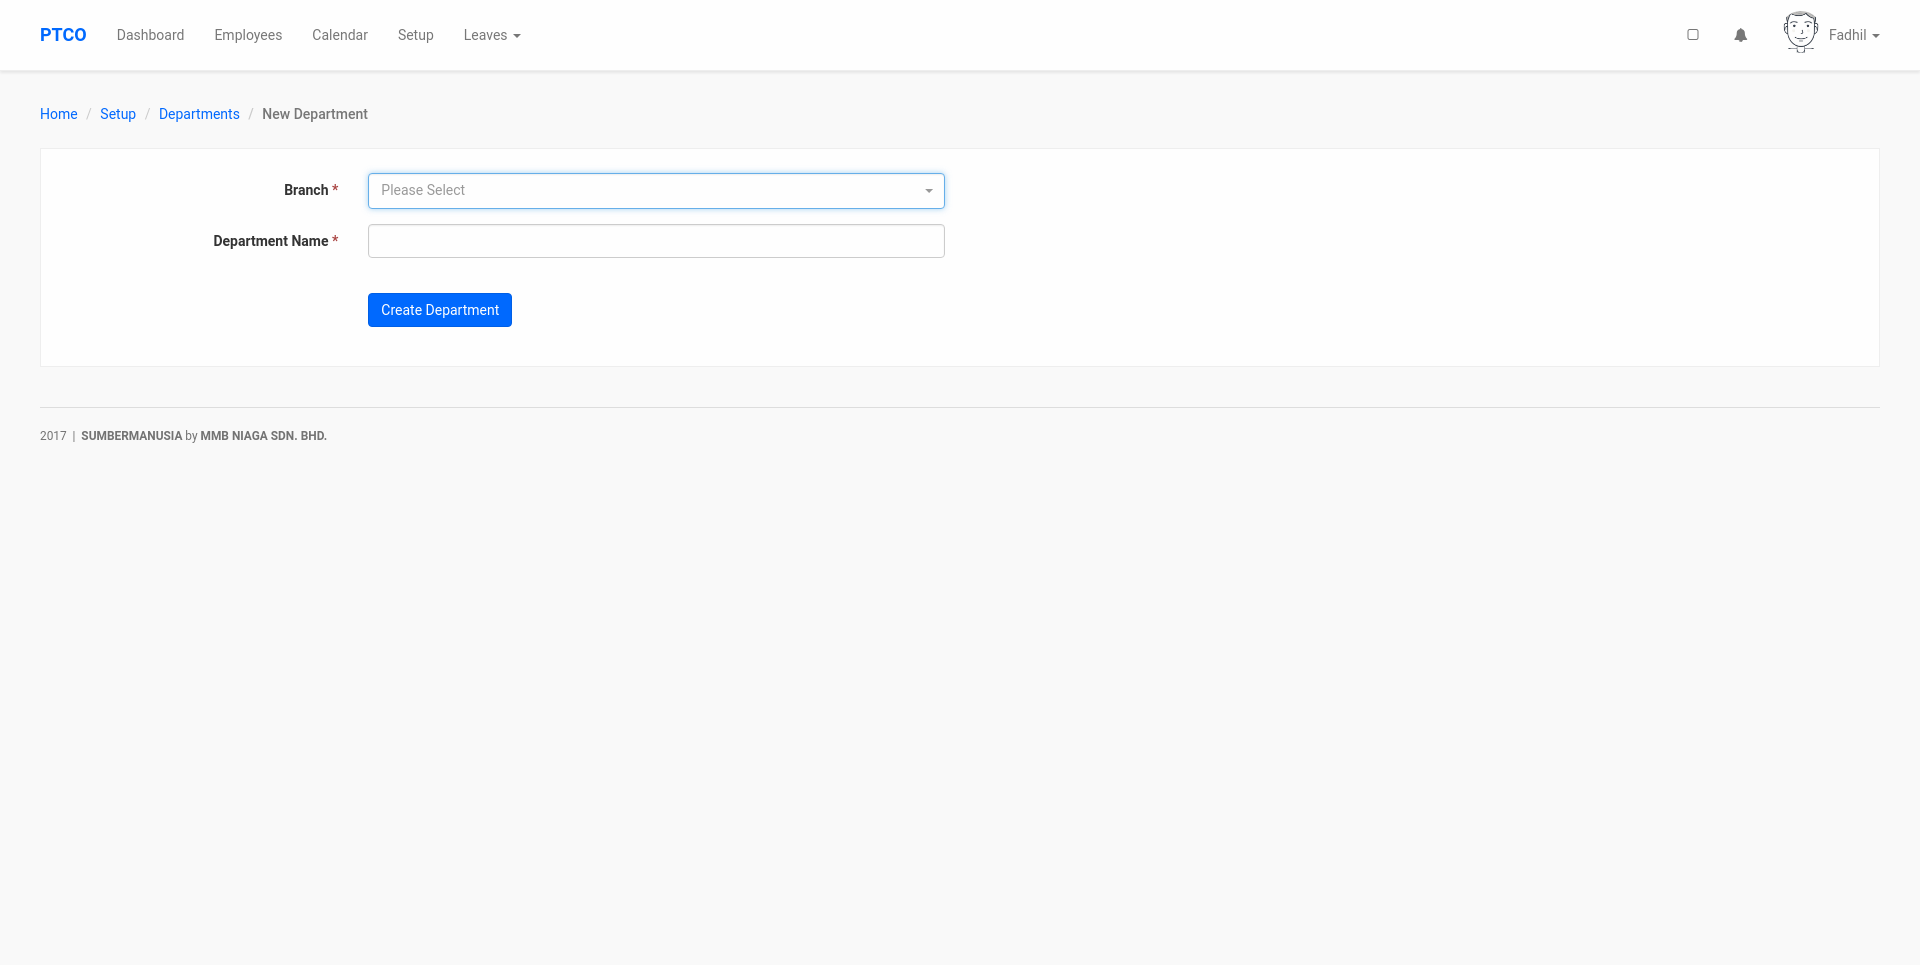 PTCO Dashboard Employees Calendar Setup Leaves Fadhil
Home / Setup / Departments / New Department
Branch * Please Select
Department Name *
Create Department
2017 | SUMBERMANUSIA by MMB NIAGA SDN. BHD.